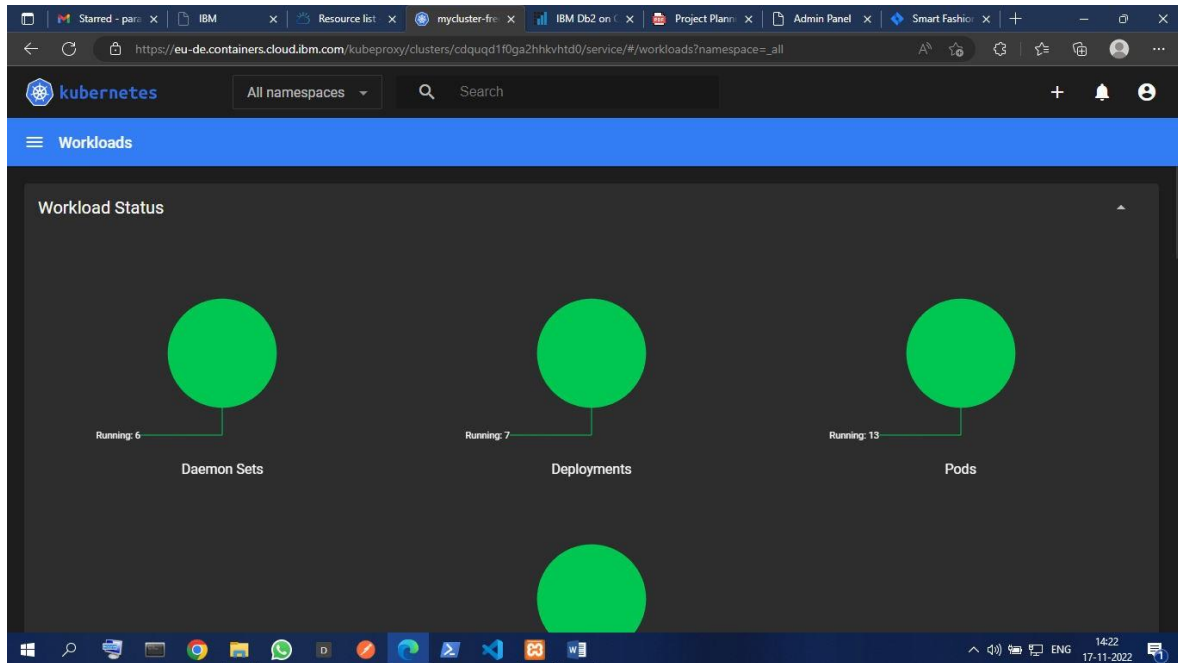 Starred - para
IBM
Resource list
mycluster-fre
IBM Db2 on C
Project Plann
Admin Panel
Smart Fashior
https://eu-de.containers.cloud.ibm.com/kubeproxy/clusters/cdquqd1f0ga2hhkvhtd0/service/#/workloads?namespace=_all
kubernetes
All namespaces
Search
Workloads
Workload Status
Running: 6
Running: 7
Running: 13
Daemon Sets
Deployments
Pods
ENG
14:22
17-11-2022